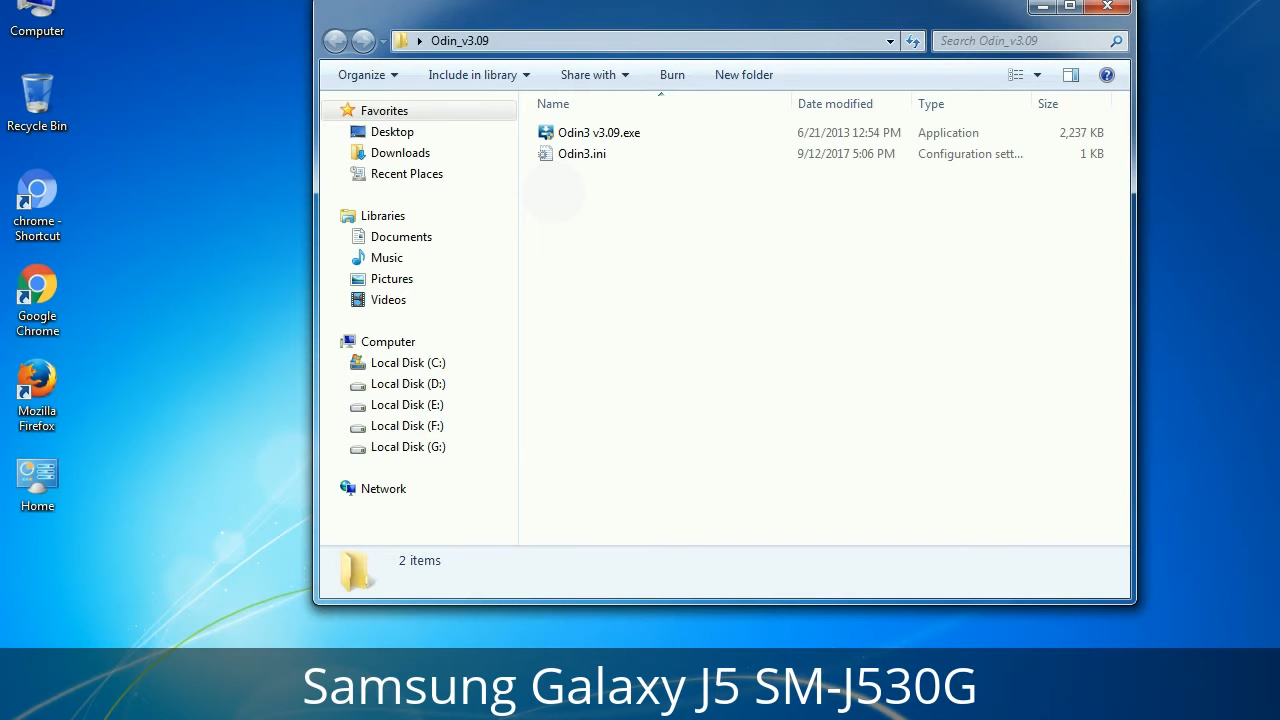 Computer
Recycle Bin
chrome -
Shortcut
Google
Chrome
Mozilla
Firefox
Home
Odin_v3.09
Search Odin_v3.09
Organize
Include in library
Share with
Burn
New folder
Favorites
Desktop
Downloads
Recent Places
Libraries
Documents
Music
Pictures
Videos
Computer
Local Disk (C:)
Local Disk (D:)
Local Disk (E:)
Local Disk (F:)
Local Disk (G:)
Network
Name Date modified Type Size
Odin3 v3.09.exe 6/21/2013 12:54 PM Application 2,237 KB
Odin3.ini 9/12/2017 5:06 PM Configuration sett... 1 KB
2 items
Samsung Galaxy J5 SM-J530G